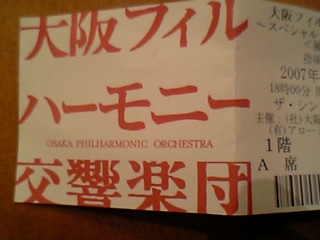 大阪フィル
ハーモニー
OSAKA PHILHARMONIC ORCHESTRA
交響楽団
大阪フィ
～スペシャル
指揮
2007年
18時00分
ザ・シン
主催：(社)大阪
(有)アロー
1階
A 席